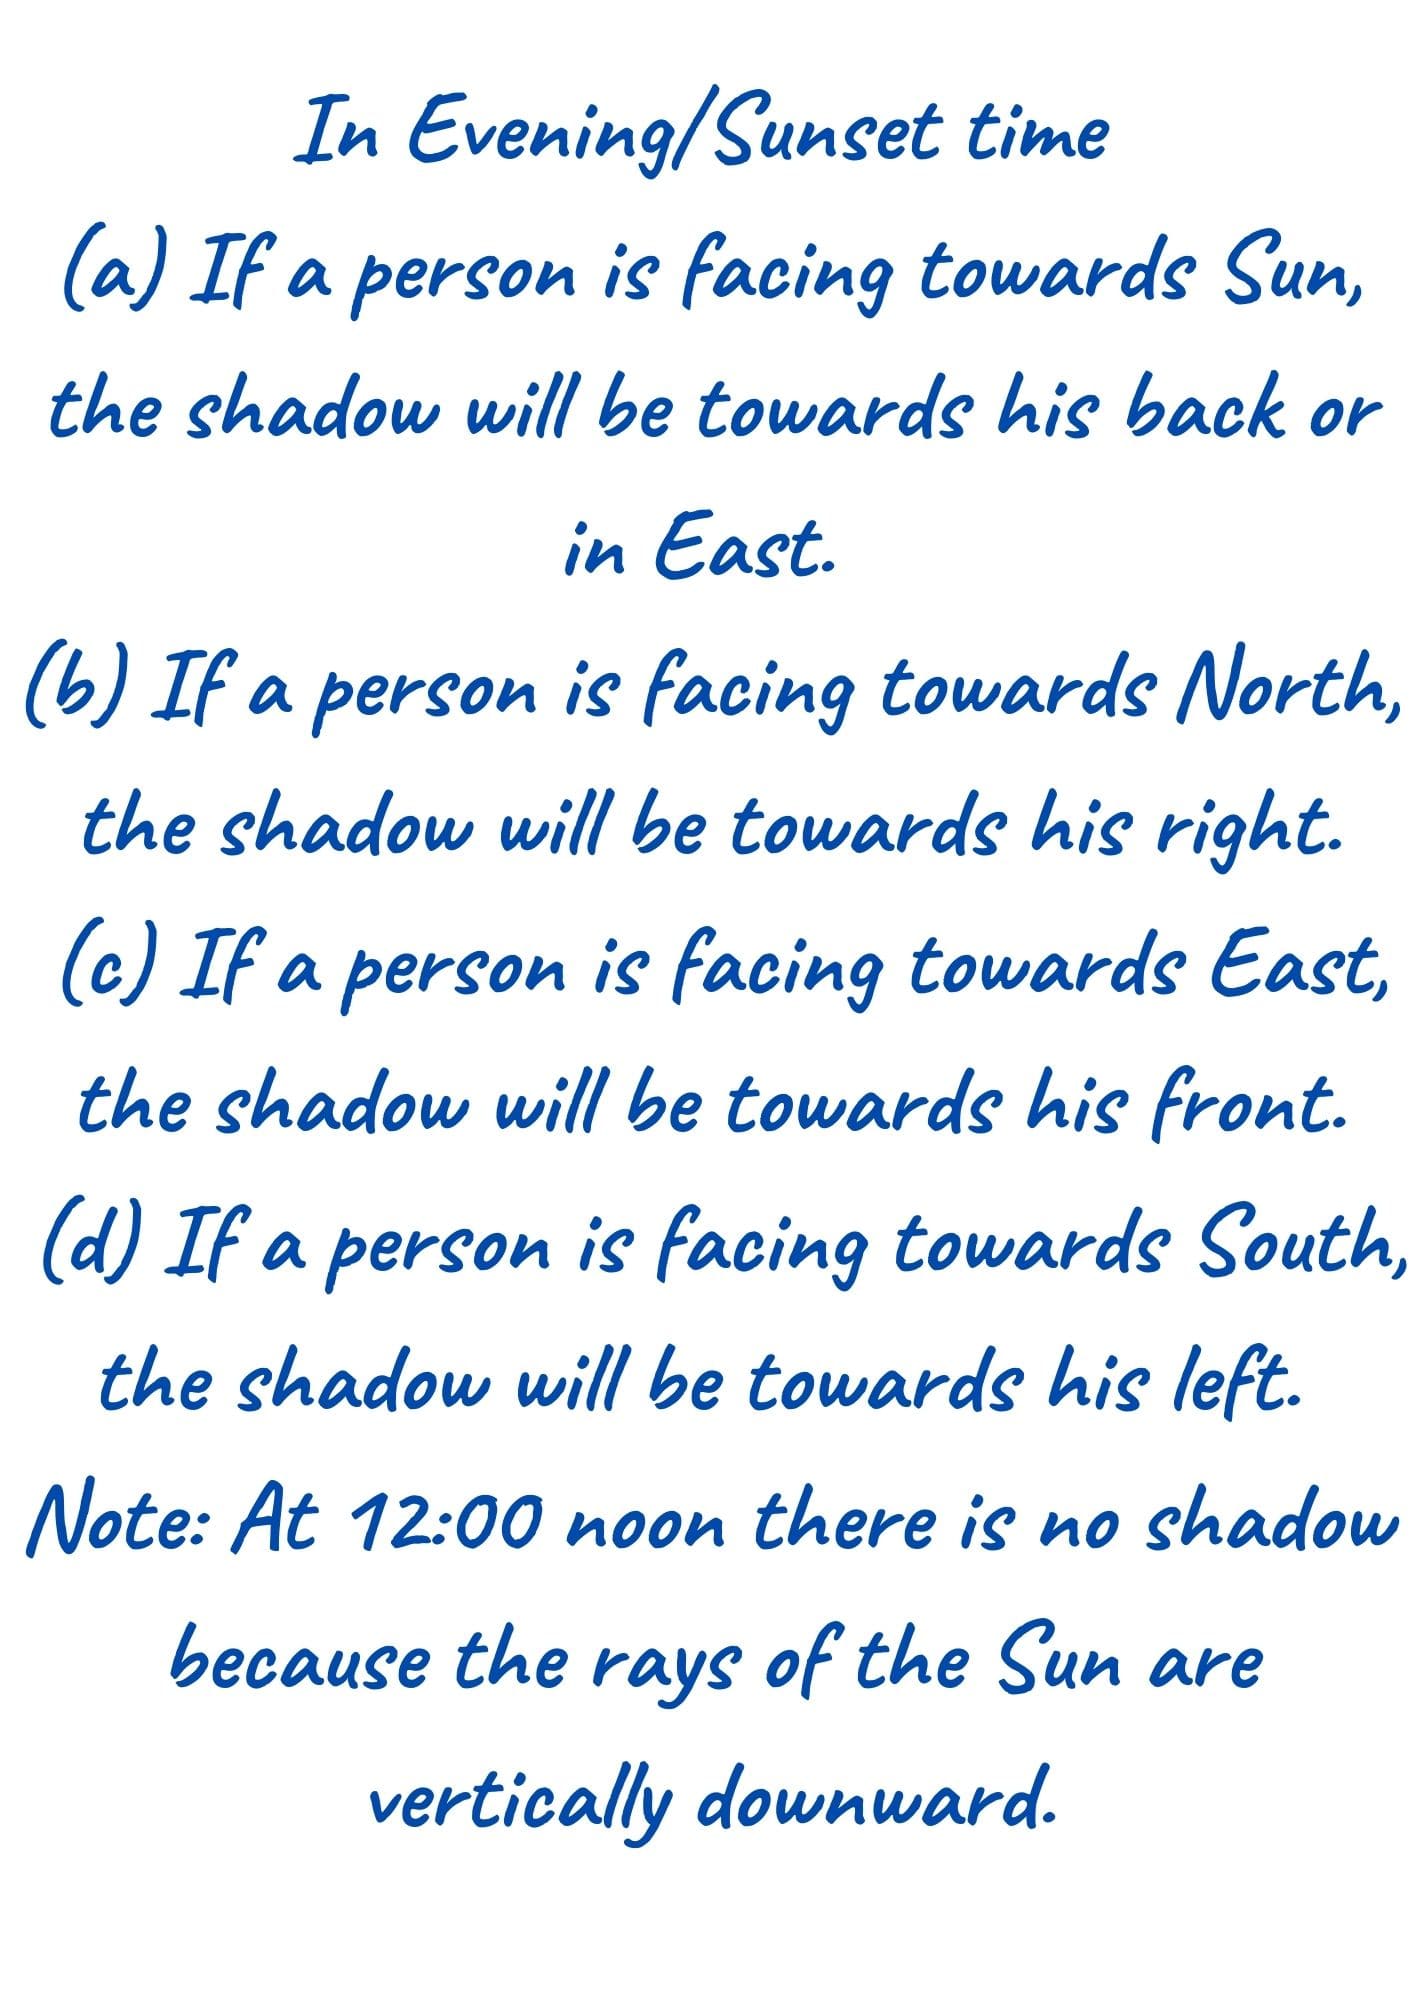 In Evening/Sunset time
(a) If a person is facing towards Sun,
the shadow will be towards his back or
in East.
(b) If a person is facing towards North,
the shadow will be towards his right.
(c) If a person is facing towards East,
the shadow will be towards his front.
(d) If a person is facing towards South,
the shadow will be towards his left.
Note: At 12:00 noon there is no shadow
because the rays of the Sun are
vertically downward.